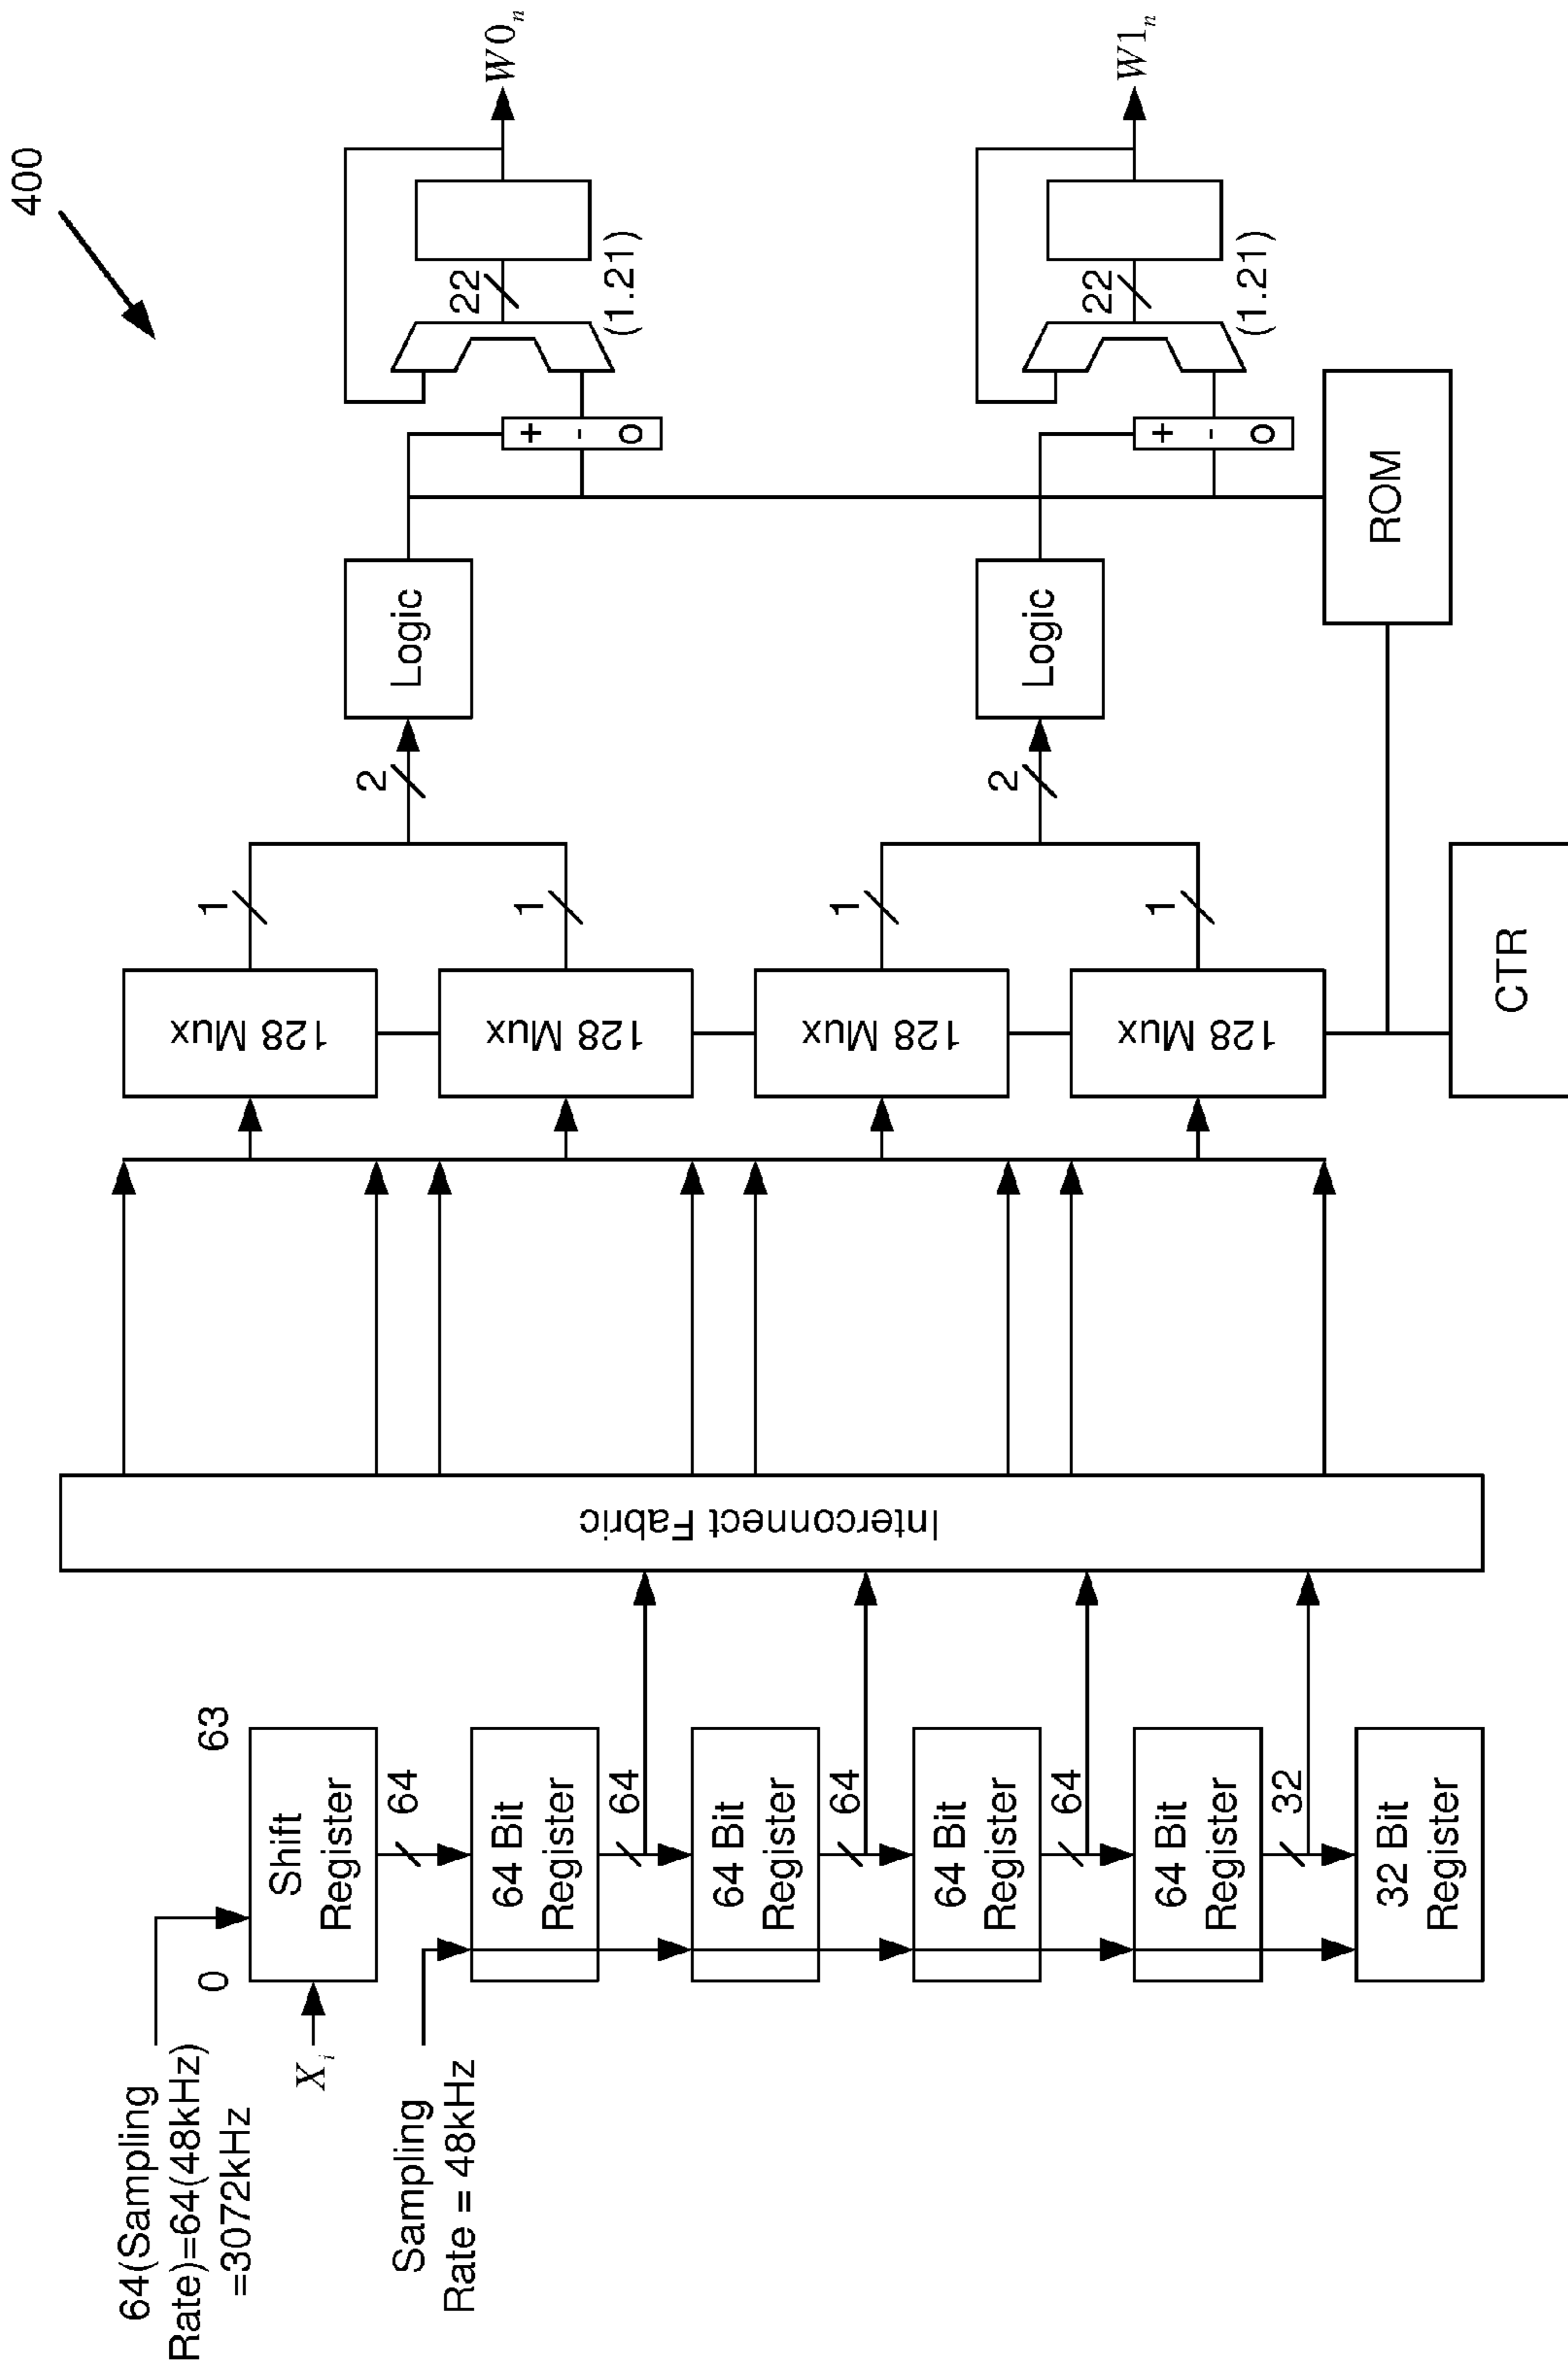 400
64(Sampling
Rate)=64(48kHz)
=3072kHz
0
63
X_i
Shift
Register
64
Sampling
Rate = 48kHz
64 Bit
Register
64
64 Bit
Register
64
64 Bit
Register
64
64 Bit
Register
32
32 Bit
Register
Interconnect Fabric
128 Mux
128 Mux
128 Mux
128 Mux
1
1
1
1
2
2
Logic
Logic
+
-
o
+
-
o
22
(1.21)
22
(1.21)
W0_n
W1_n
ROM
CTR